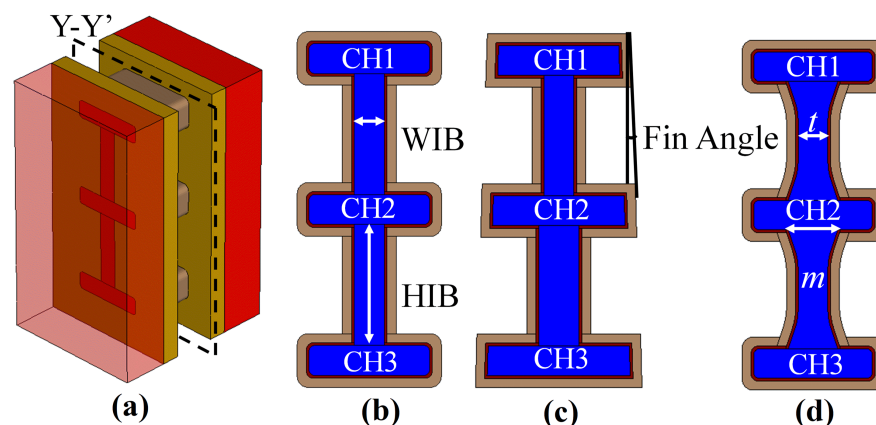 Y-Y'
(a)
CH1
WIB
CH2
HIB
CH3
(b)
CH1
Fin Angle
CH2
CH3
(c)
CH1
t
CH2
m
CH3
(d)